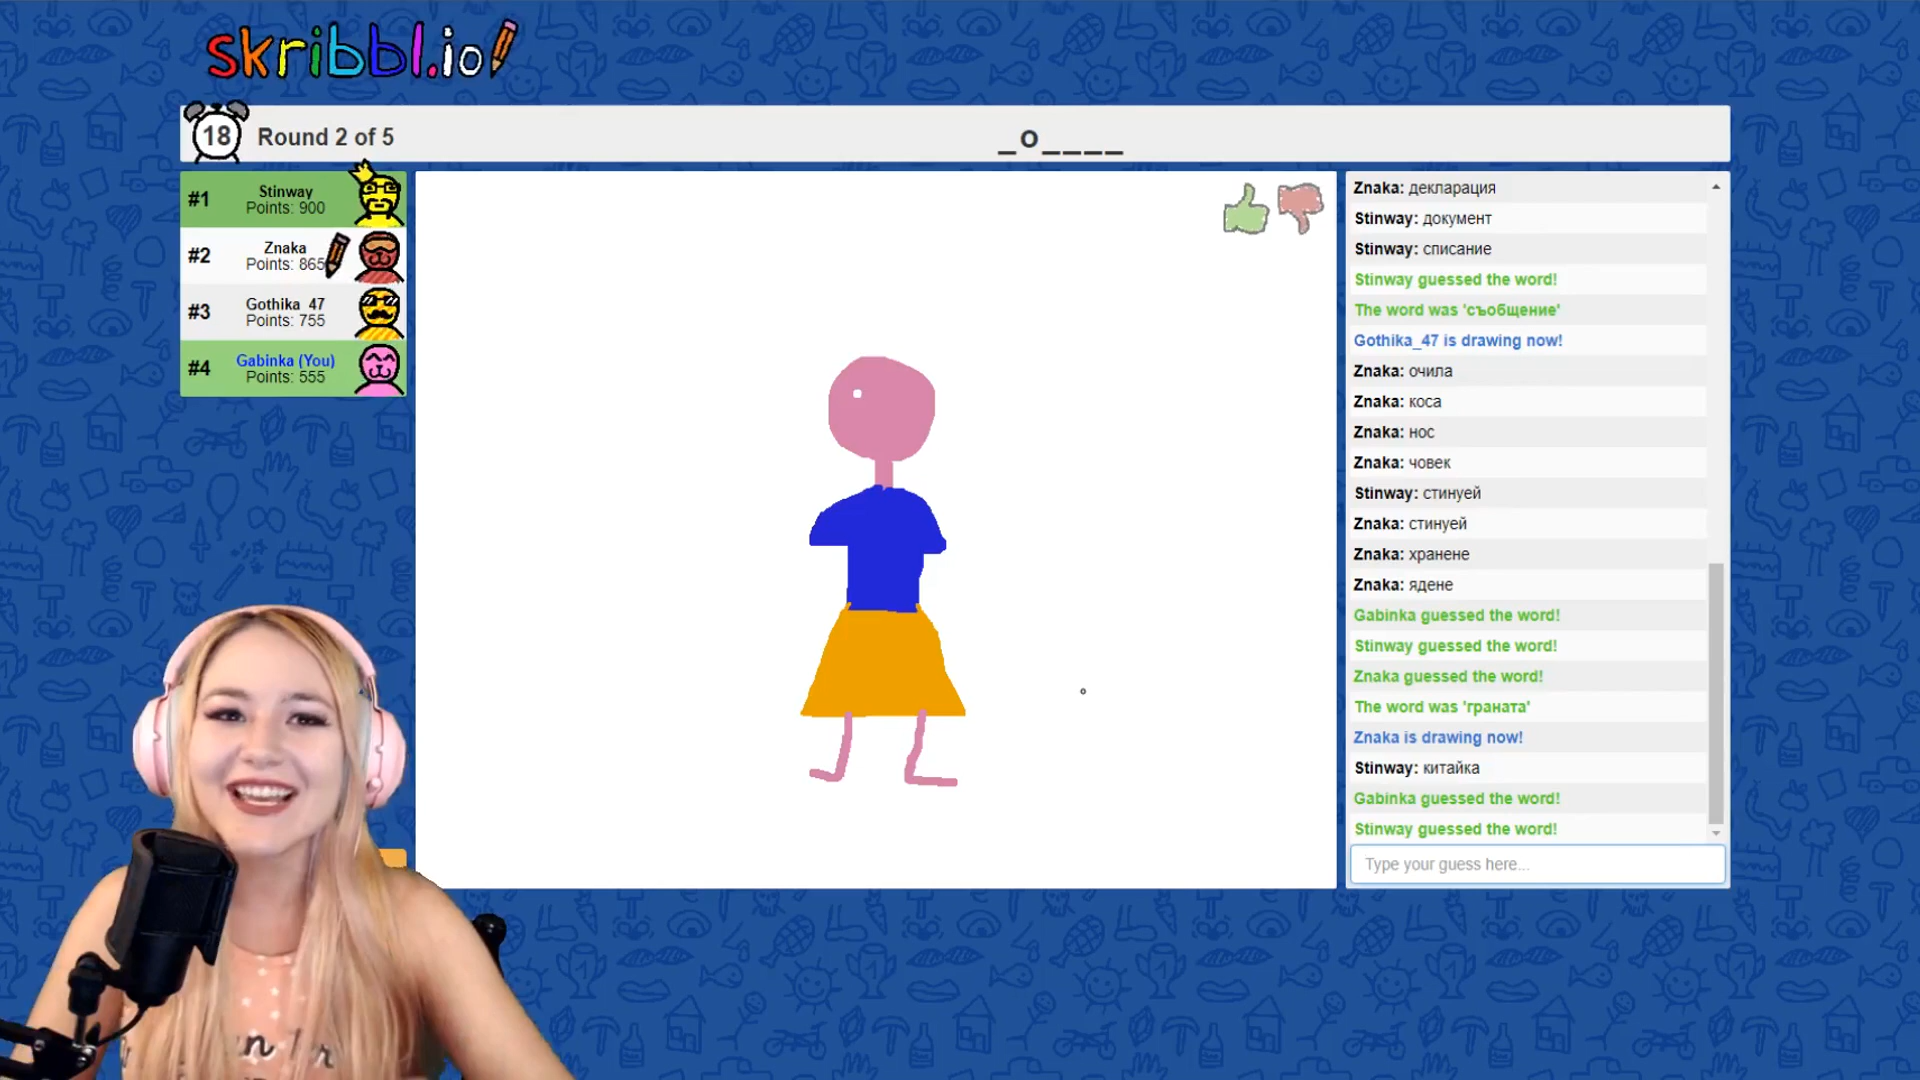 skribbl.io
18
Round 2 of 5
_o____
#1
Stinway
Points: 900
#2
Znaka
Points: 865
#3
Gothika_47
Points: 755
#4
Gabinka (You)
Points: 555
Znaka: декларация
Stinway: документ
Stinway: списание
Stinway guessed the word!
The word was 'съобщение'
Gothika_47 is drawing now!
Znaka: очила
Znaka: коса
Znaka: нос
Znaka: човек
Stinway: стинуей
Znaka: стинуей
Znaka: хранене
Znaka: ядене
Gabinka guessed the word!
Stinway guessed the word!
Znaka guessed the word!
The word was 'граната'
Znaka is drawing now!
Stinway: китайка
Gabinka guessed the word!
Stinway guessed the word!
Type your guess here...